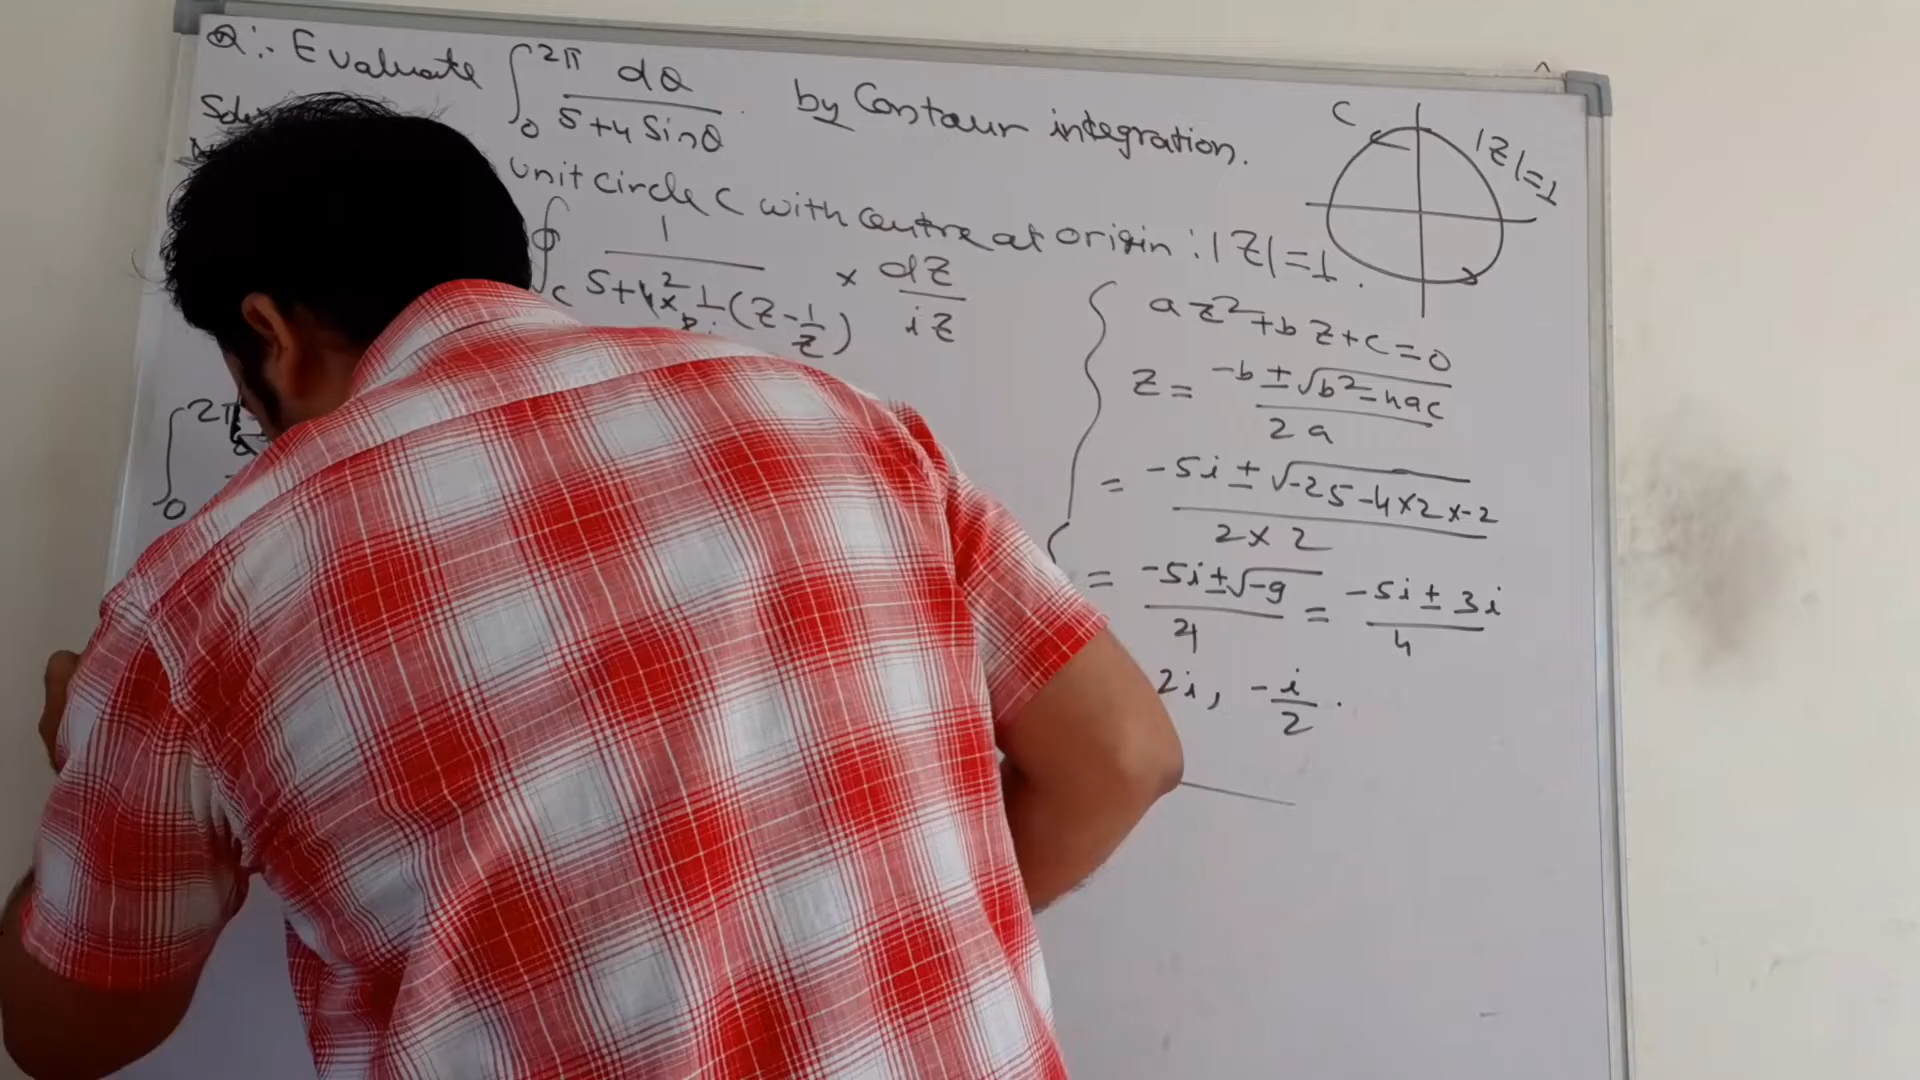 Q:- Evaluate ∫₀^2π dθ / 5+4 Sinθ by Contour integration.
unit circle C with centre at origin : |Z|=1.
∮_C 1 / 5+4× 1 (Z-1/Z) × dZ / iZ
∫₀^2π
C |Z|=1
aZ²+bZ+c=0
Z = -b±√b²-4ac / 2a
= -5i±√-25-4×2×-2 / 2×2
= -5i±√-9 / 4 = -5i±3i / 4
2i, -i/2.